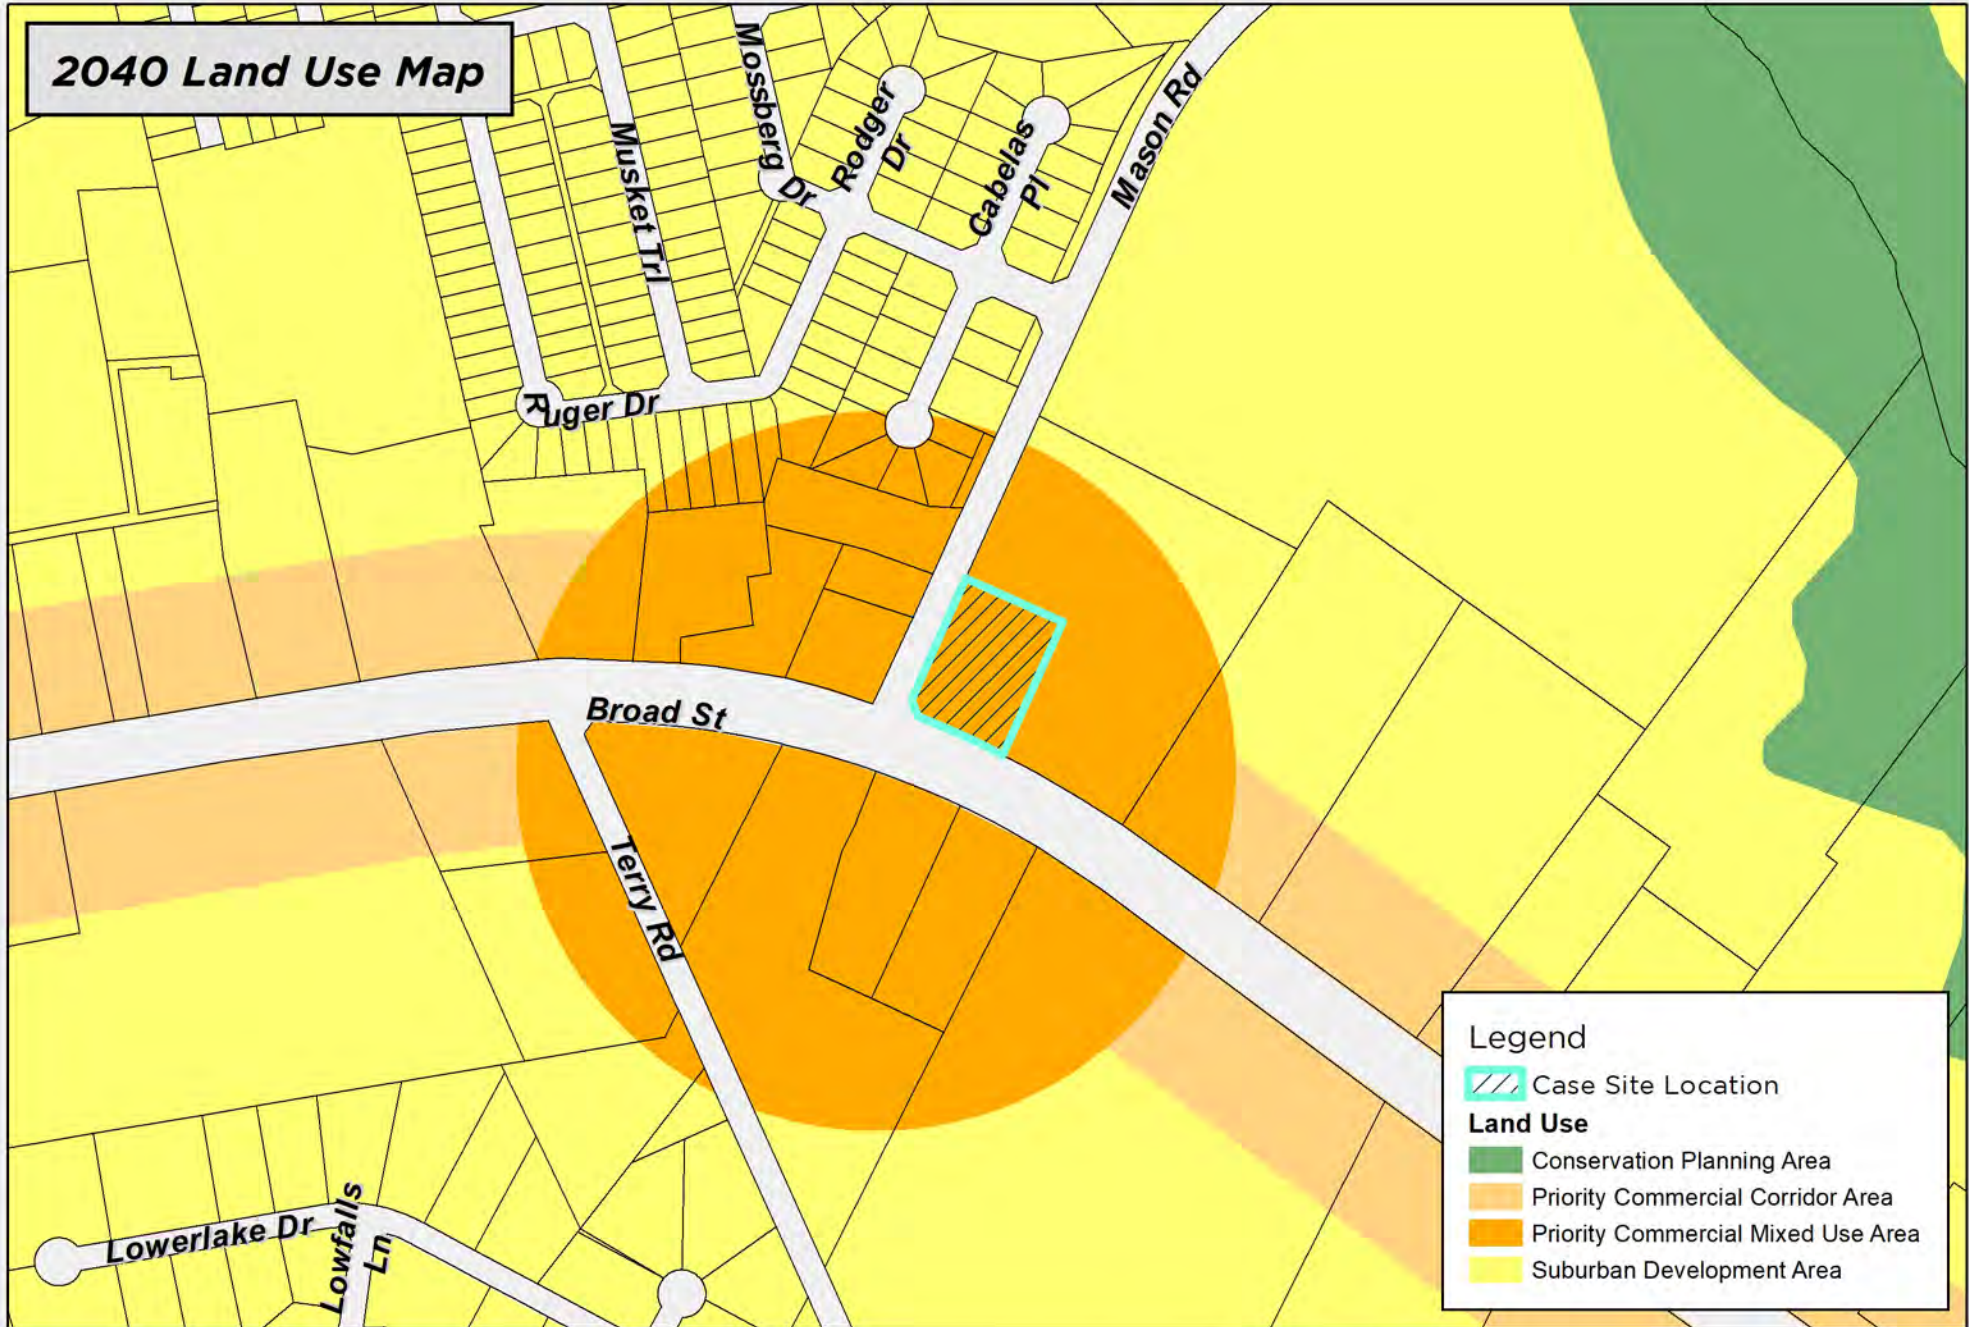 2040 Land Use Map
Mossberg
Dr
Rodger
Dr
Cabelas
Pl
Mason Rd
Musket Trl
Ruger Dr
Broad St
Terry Rd
Lowerlake Dr
Lowfalls
Ln
Legend
Case Site Location
Land Use
Conservation Planning Area
Priority Commercial Corridor Area
Priority Commercial Mixed Use Area
Suburban Development Area